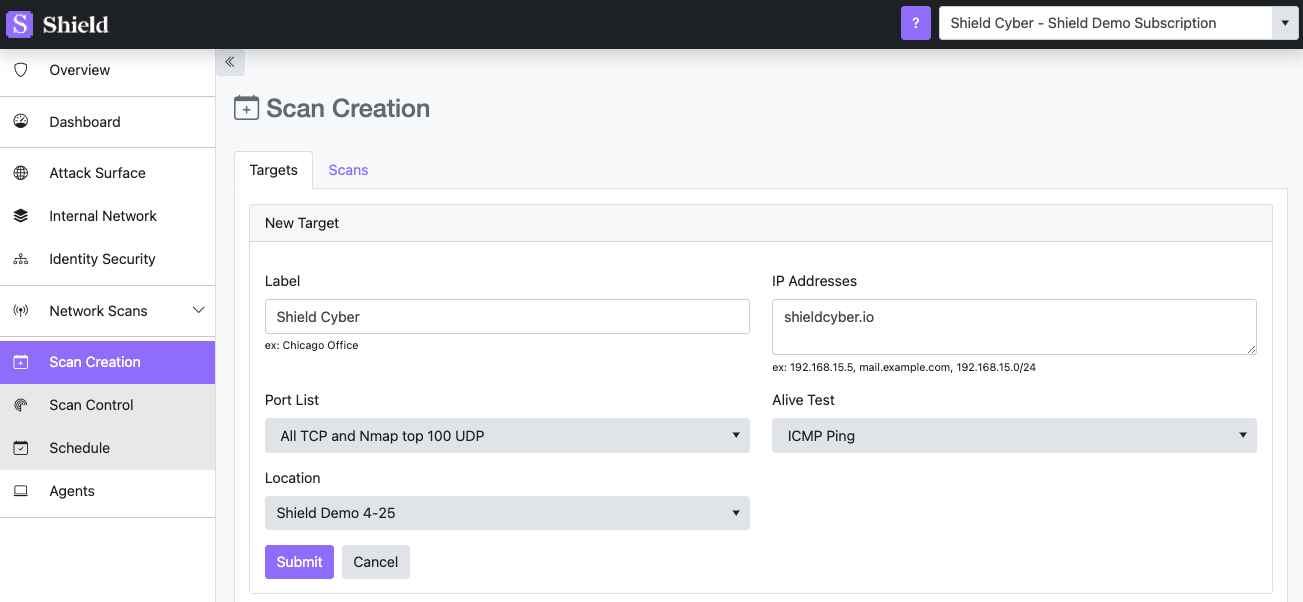 S Shield
? Shield Cyber - Shield Demo Subscription
Overview
Dashboard
Attack Surface
Internal Network
Identity Security
Network Scans
Scan Creation
Scan Control
Schedule
Agents
Scan Creation
Targets Scans
New Target
Label
Shield Cyber
ex: Chicago Office
IP Addresses
shieldcyber.io
ex: 192.168.15.5, mail.example.com, 192.168.15.0/24
Port List
All TCP and Nmap top 100 UDP
Alive Test
ICMP Ping
Location
Shield Demo 4-25
Submit Cancel